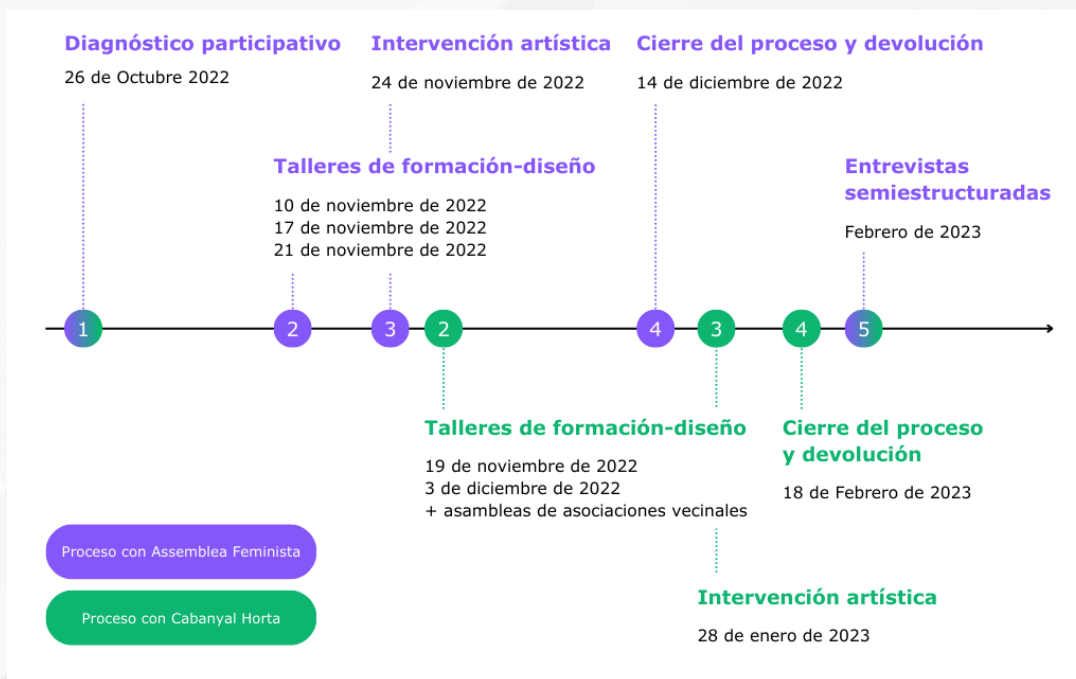 Diagnóstico participativo
26 de Octubre 2022
Intervención artística
24 de noviembre de 2022
Cierre del proceso y devolución
14 de diciembre de 2022
Talleres de formación-diseño
10 de noviembre de 2022
17 de noviembre de 2022
21 de noviembre de 2022
Entrevistas
semiestructuradas
Febrero de 2023
1 2 3 2 4 3 4 5
Talleres de formación-diseño
19 de noviembre de 2022
3 de diciembre de 2022
+ asambleas de asociaciones vecinales
Cierre del proceso
y devolución
18 de Febrero de 2023
Intervención artística
28 de enero de 2023
Proceso con Assemblea Feminista
Proceso con Cabanyal Horta